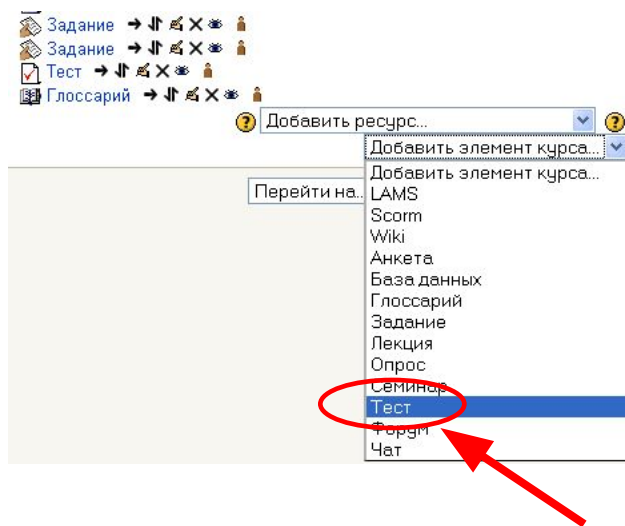 Задание
Задание
Тест
Глоссарий
Добавить ресурс...
Добавить элемент курса...
Добавить элемент курса...
Перейти на..
LAMS
Scorm
Wiki
Анкета
База данных
Глоссарий
Задание
Лекция
Опрос
Семинар
Тест
Форум
Чат